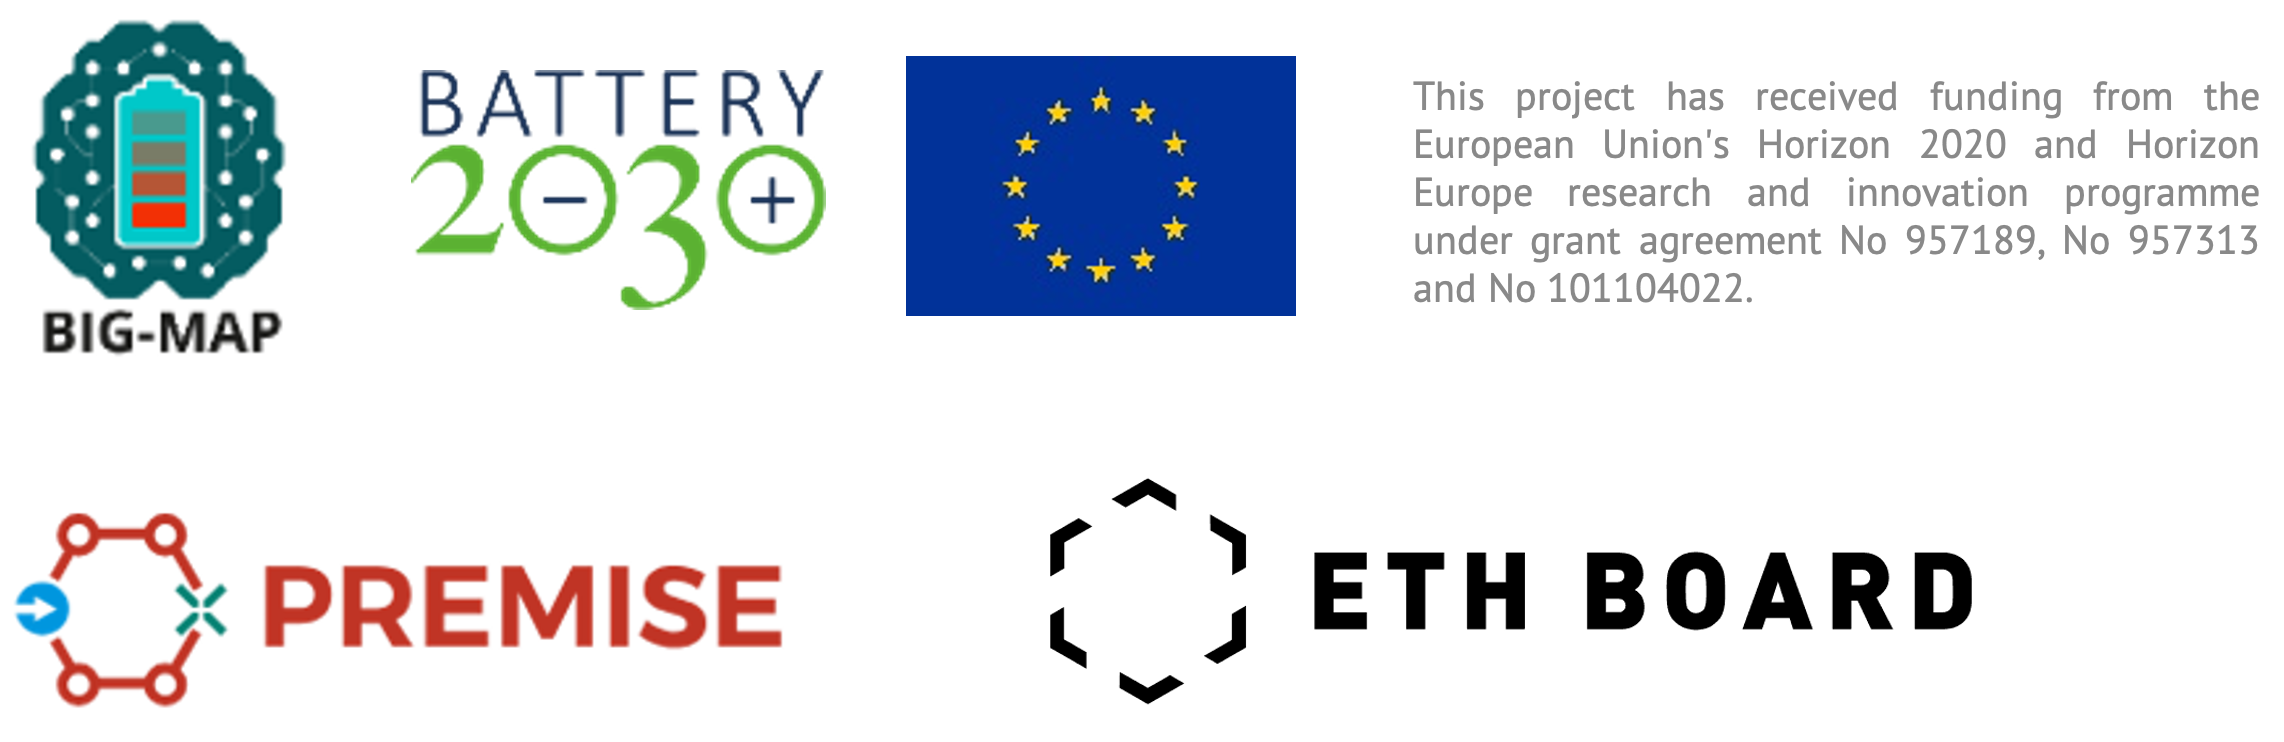 BIG-MAP
BATTERY
2030
This project has received funding from the
European Union's Horizon 2020 and Horizon
Europe research and innovation programme
under grant agreement No 957189, No 957313
and No 101104022.
PREMISE
ETH BOARD